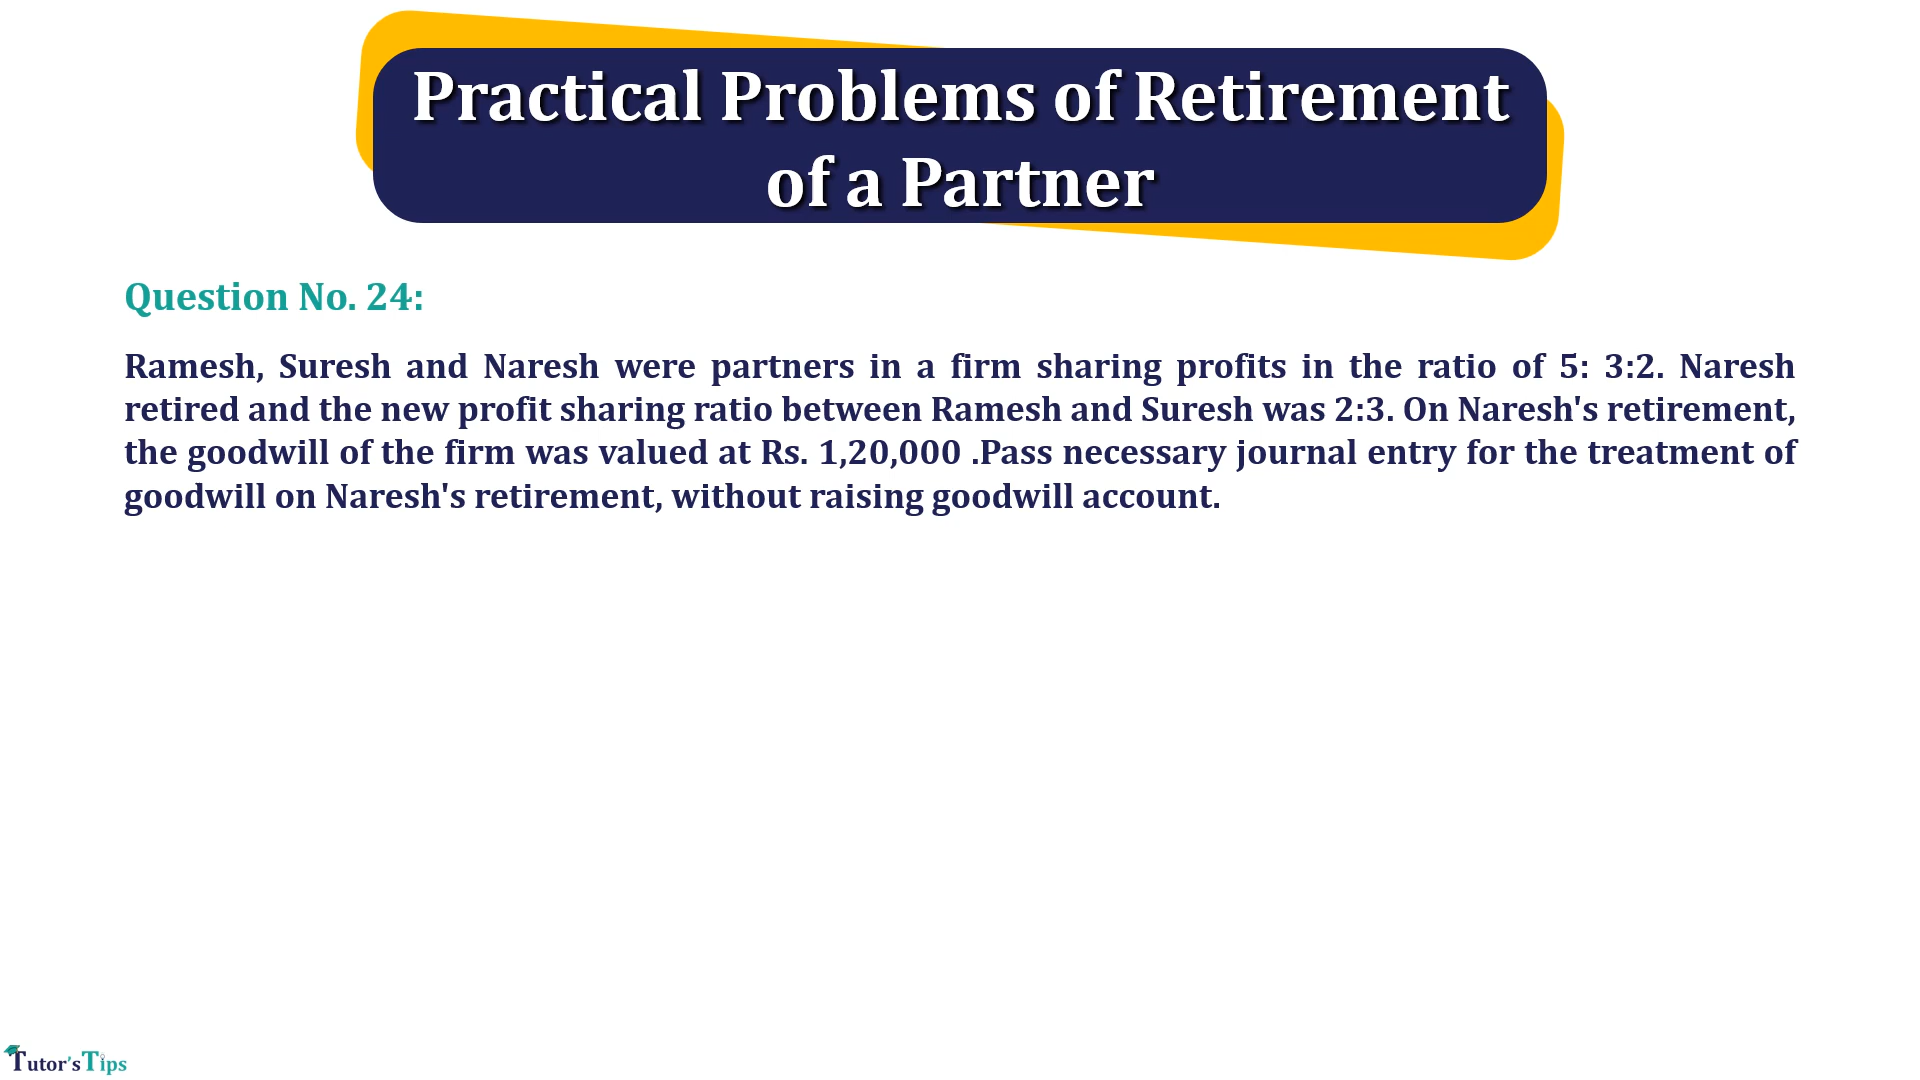 Practical Problems of Retirement
of a Partner
Question No. 24:
Ramesh, Suresh and Naresh were partners in a firm sharing profits in the ratio of 5: 3:2. Naresh
retired and the new profit sharing ratio between Ramesh and Suresh was 2:3. On Naresh's retirement,
the goodwill of the firm was valued at Rs. 1,20,000 .Pass necessary journal entry for the treatment of
goodwill on Naresh's retirement, without raising goodwill account.
Tutor'sTips